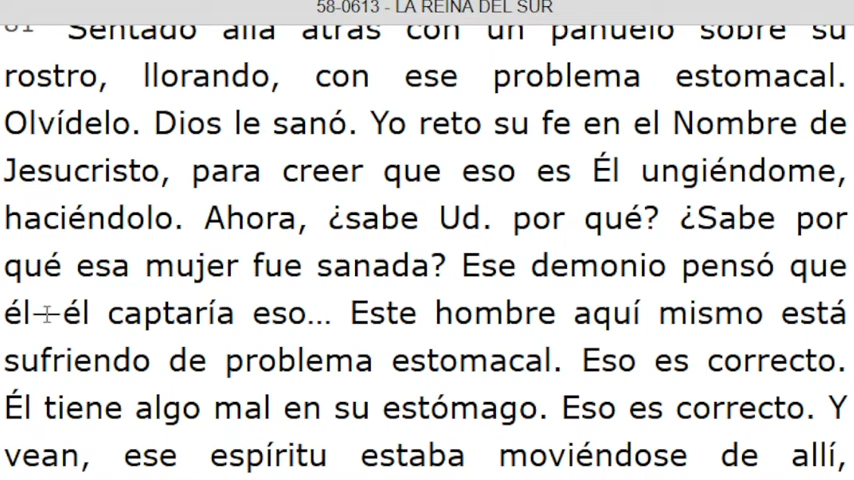 58-0613 - LA REINA DEL SUR
61 Sentado allá atrás con un pañuelo sobre su
rostro, llorando, con ese problema estomacal.
Olvídelo. Dios le sanó. Yo reto su fe en el Nombre de
Jesucristo, para creer que eso es Él ungiéndome,
haciéndolo. Ahora, ¿sabe Ud. por qué? ¿Sabe por
qué esa mujer fue sanada? Ese demonio pensó que
él—él captaría eso... Este hombre aquí mismo está
sufriendo de problema estomacal. Eso es correcto.
Él tiene algo mal en su estómago. Eso es correcto. Y
vean, ese espíritu estaba moviéndose de allí,